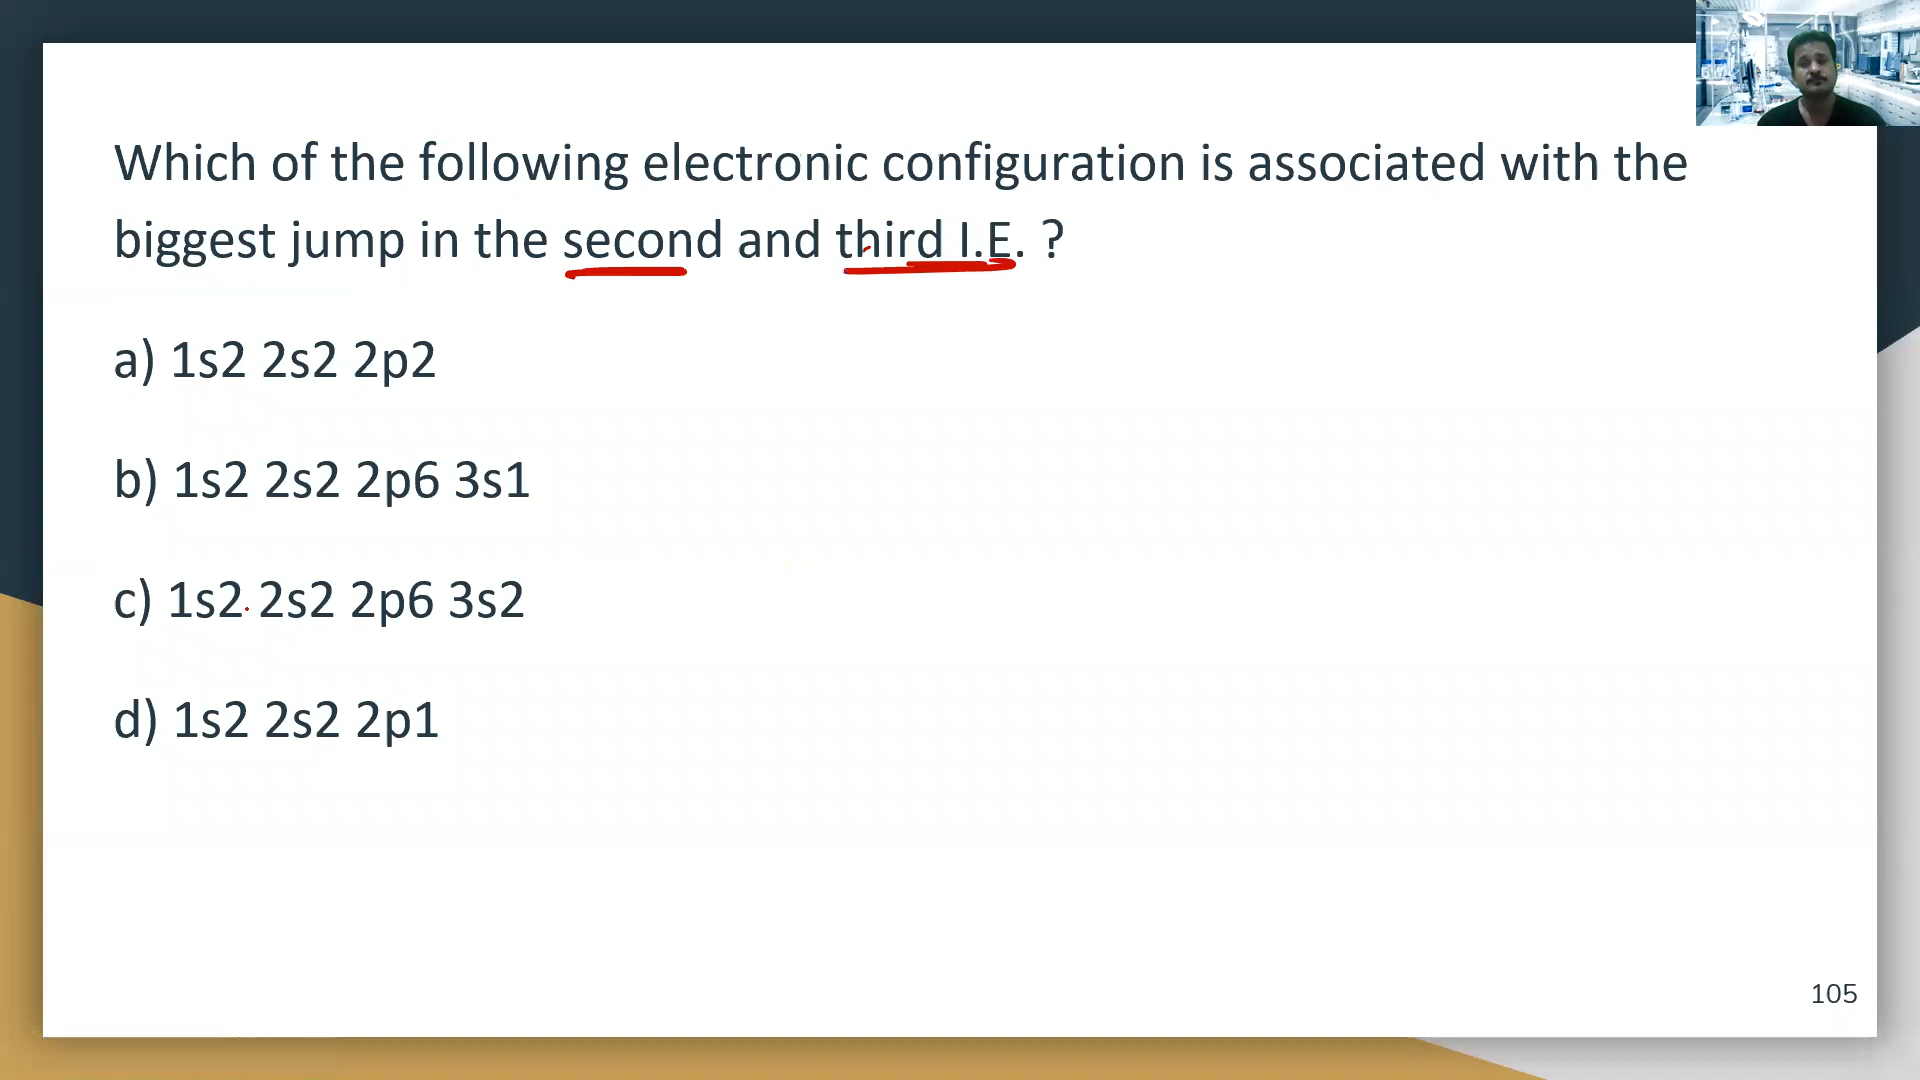 Which of the following electronic configuration is associated with the
biggest jump in the second and third I.E. ?
a) 1s2 2s2 2p2
b) 1s2 2s2 2p6 3s1
c) 1s2 2s2 2p6 3s2
d) 1s2 2s2 2p1
105